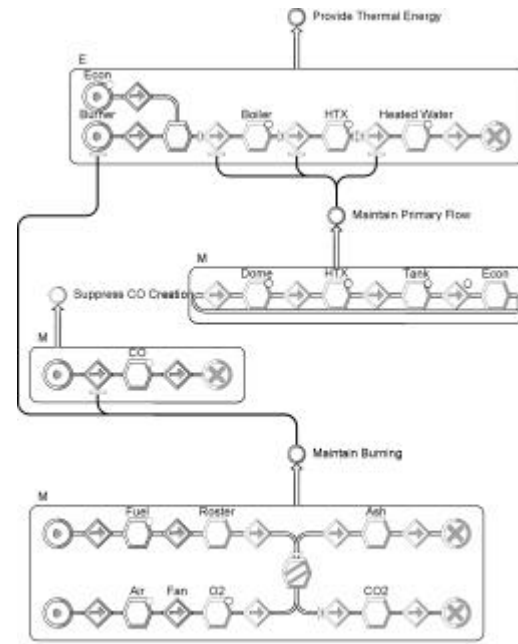 Provide Thermal Energy
E
Econ
Burner
Boiler
HTX
Heated Water
Maintain Primary Flow
M
Dome
HTX
Tank
Econ
Suppress CO Creation
M
CO
Maintain Burning
M
Fuel
Roster
Ash
Air
Fan
O2
CO2